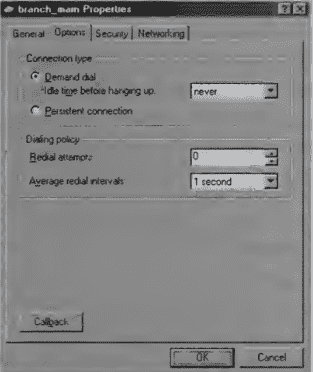 branch_main Properties
General Options Security Networking
Connection type
Demand dial
Idle time before hanging up: never
Persistent connection
Dialing policy
Redial attempts: 0
Average redial intervals 1 second
Callback
OK Cancel